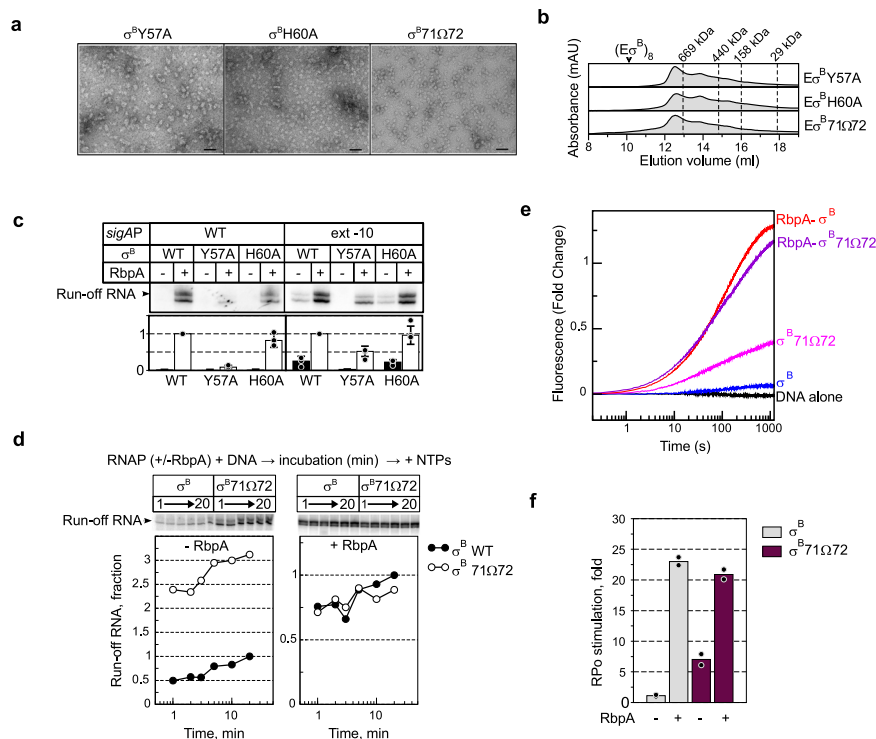 a
σᴮY57A σᴮH60A σᴮ71Ω72
b
(Eσᴮ)₈ 669 kDa 440 kDa 158 kDa 29 kDa
Absorbance (mAU)
EσᴮY57A
EσᴮH60A
Eσᴮ71Ω72
8 10 12 14 16 18
Elution volume (ml)
c
sigAP WT ext -10
σᴮ WT Y57A H60A WT Y57A H60A
RbpA - + - + - + - + - + - +
Run-off RNA
1
0
WT Y57A H60A WT Y57A H60A
d
RNAP (+/-RbpA) + DNA → incubation (min) → + NTPs
σᴮ σᴮ71Ω72 σᴮ σᴮ71Ω72
1 20 1 20 1 20 1 20
Run-off RNA
- RbpA + RbpA
σᴮ WT
σᴮ 71Ω72
Run-off RNA, fraction
3
2.5
2
1.5
1
0.5
0
1
0.5
0
1 10 1 10
Time, min Time, min
e
Fluorescence (Fold Change)
1
0.5
0
RbpA- σᴮ
RbpA- σᴮ71Ω72
σᴮ71Ω72
σᴮ
DNA alone
1 10 100 1000
Time (s)
f
RPo stimulation, fold
30
25
20
15
10
5
0
σᴮ
σᴮ71Ω72
RbpA - + - +